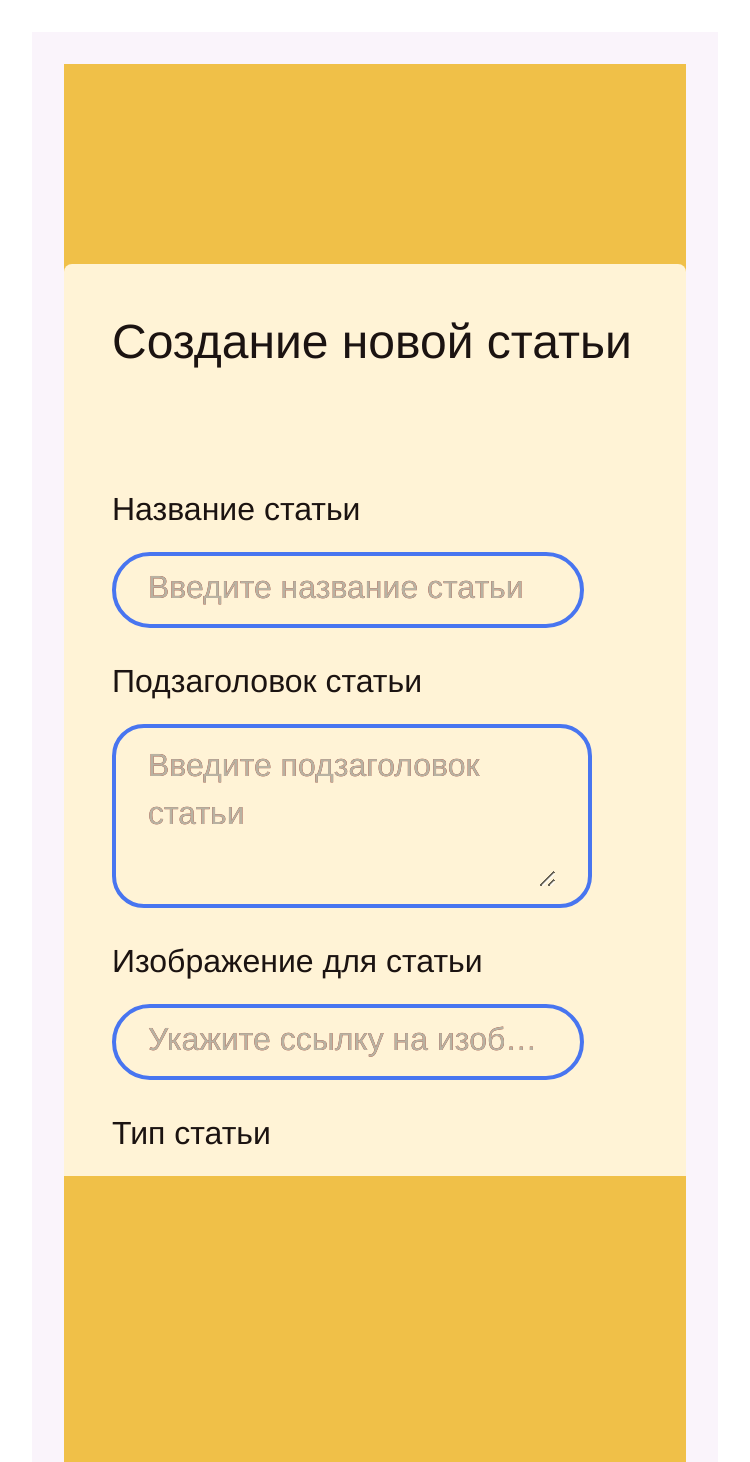 Создание новой статьи
Название статьи
Введите название статьи
Подзаголовок статьи
Введите подзаголовок
статьи
Изображение для статьи
Укажите ссылку на изоб…
Тип статьи